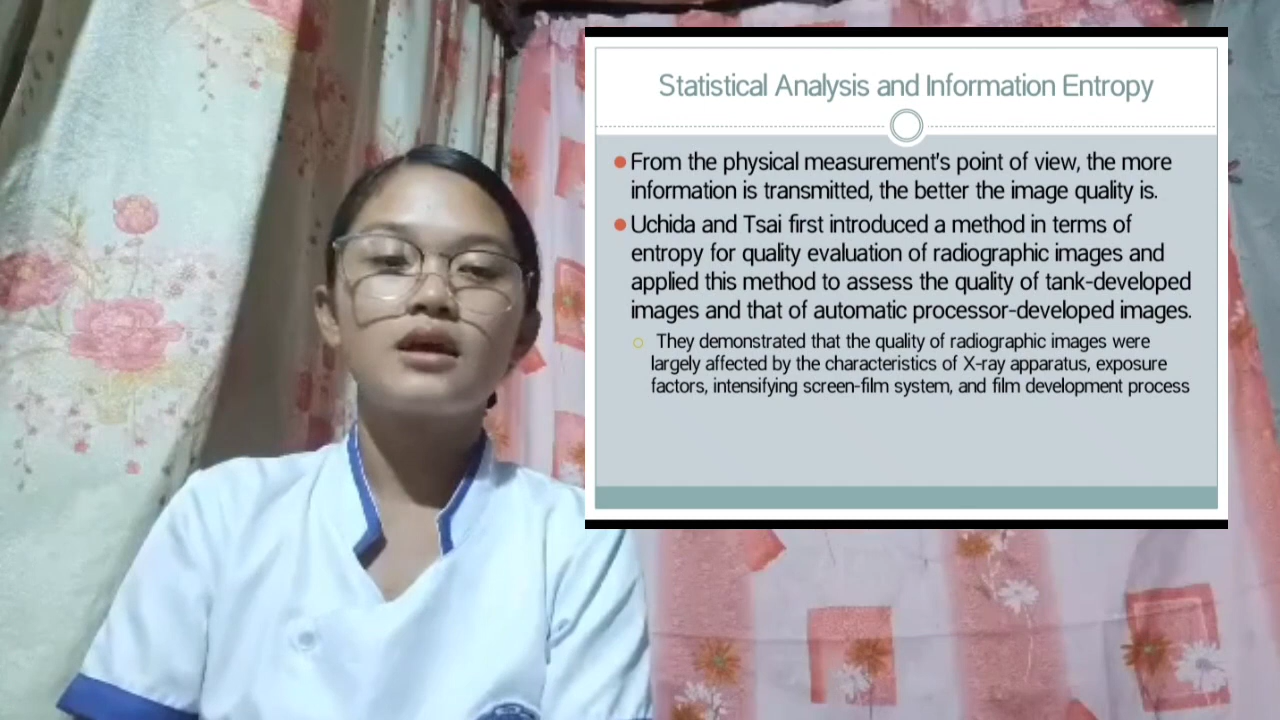 Statistical Analysis and Information Entropy
From the physical measurement's point of view, the more
information is transmitted, the better the image quality is.
Uchida and Tsai first introduced a method in terms of
entropy for quality evaluation of radiographic images and
applied this method to assess the quality of tank-developed
images and that of automatic processor-developed images.
They demonstrated that the quality of radiographic images were
largely affected by the characteristics of X-ray apparatus, exposure
factors, intensifying screen-film system, and film development process